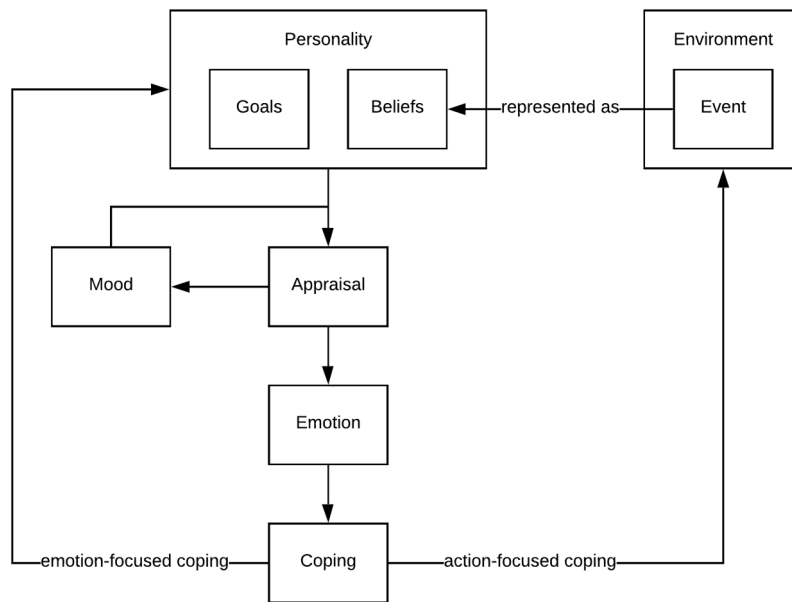 Personality
Environment
Goals
Beliefs
represented as
Event
Mood
Appraisal
Emotion
emotion-focused coping
Coping
action-focused coping